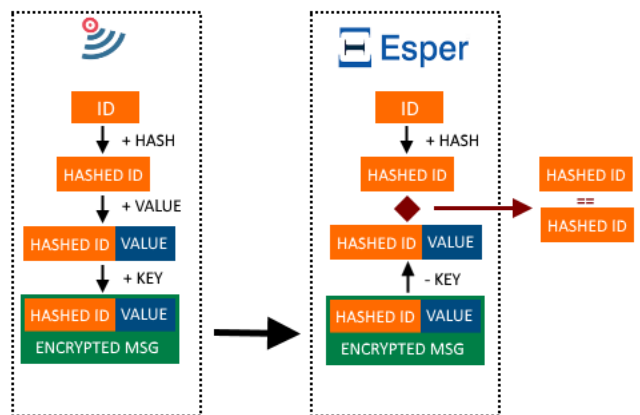 ID
+ HASH
HASHED ID
+ VALUE
HASHED ID VALUE
+ KEY
HASHED ID VALUE
ENCRYPTED MSG
Esper
ID
+ HASH
HASHED ID
HASHED ID VALUE
- KEY
HASHED ID VALUE
ENCRYPTED MSG
HASHED ID
==
HASHED ID